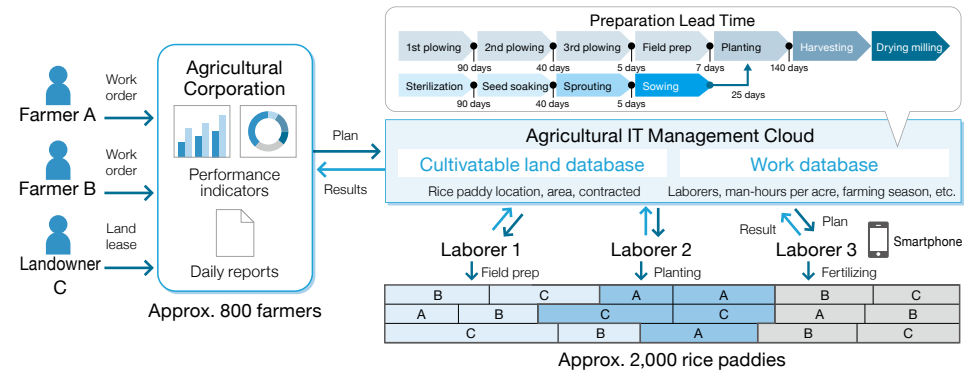 Preparation Lead Time
1st plowing
2nd plowing
3rd plowing
Field prep
Planting
Harvesting
Drying milling
90 days
40 days
5 days
7 days
140 days
Sterilization
Seed soaking
Sprouting
Sowing
90 days
40 days
5 days
25 days
Farmer A
Work
order
Farmer B
Work
order
Landowner
C
Land
lease
Agricultural
Corporation
Performance
indicators
Daily reports
Approx. 800 farmers
Plan
Results
Agricultural IT Management Cloud
Cultivatable land database
Work database
Rice paddy location, area, contracted
Laborers, man-hours per acre, farming season, etc.
Result
Plan
Laborer 1
Laborer 2
Laborer 3
Smartphone
Field prep
Planting
Fertilizing
B C A A B C
A B C C A B
C B A B C
Approx. 2,000 rice paddies